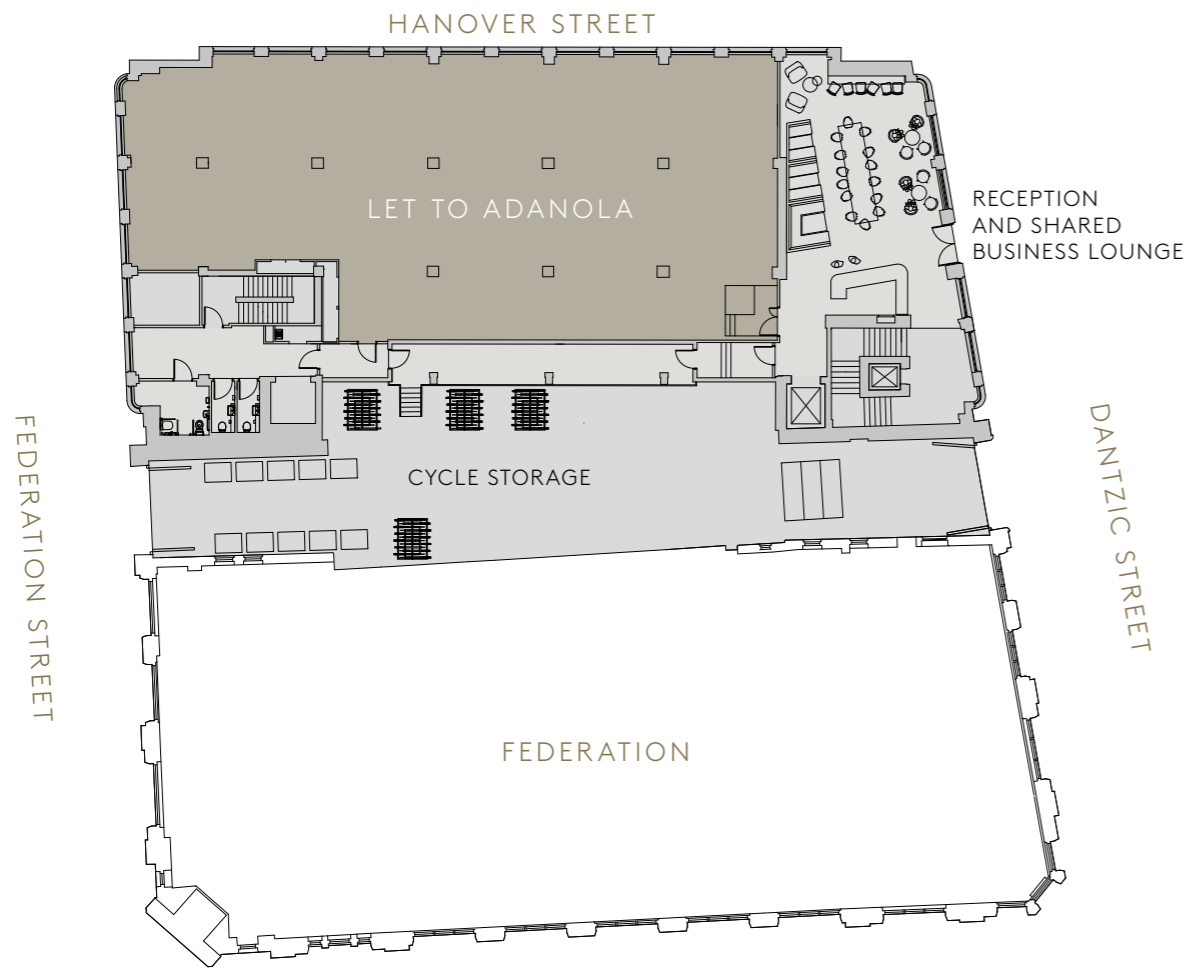 HANOVER STREET
LET TO ADANOLA
RECEPTION
AND SHARED
BUSINESS LOUNGE
FEDERATION STREET
CYCLE STORAGE
DANTZIC STREET
FEDERATION